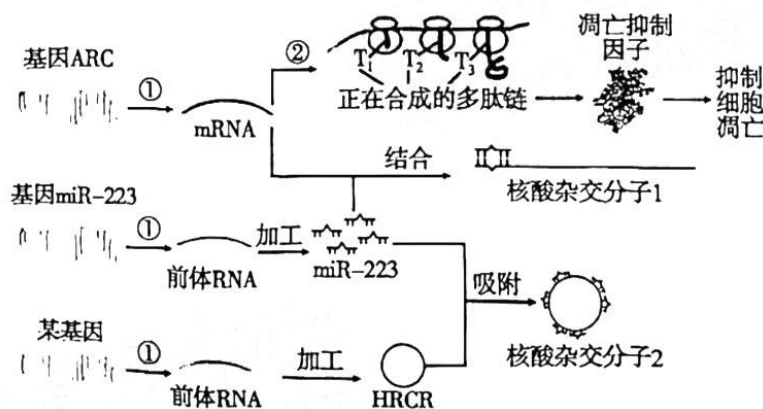 基因ARC
①
mRNA
②
T₁
T₂
T₃
正在合成的多肽链
凋亡抑制
因子
抑制
细胞
凋亡
结合
核酸杂交分子1
基因miR-223
①
前体RNA
加工
miR-223
吸附
核酸杂交分子2
某基因
①
前体RNA
加工
HRCR